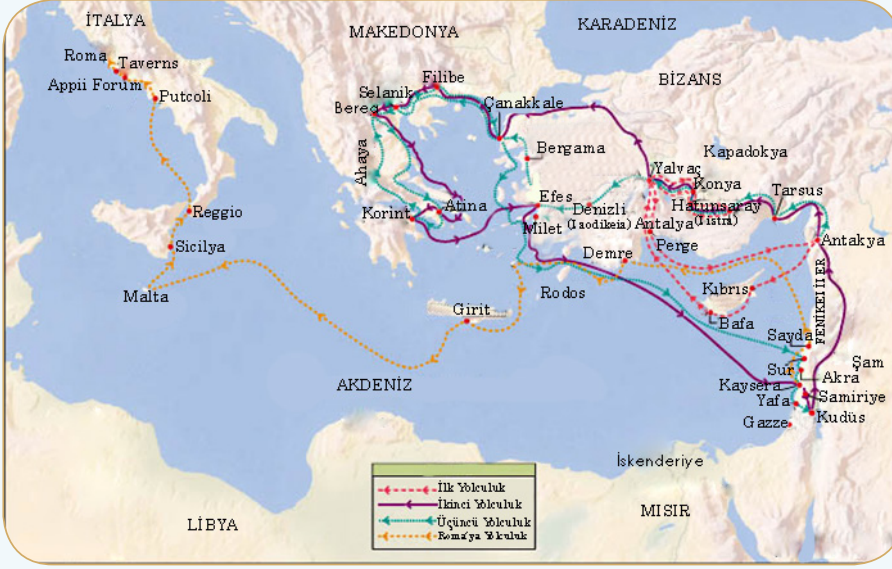 İTALYA
MAKEDONYA
KARADENİZ
Roma
Taverns
Appii Forum
Putcoli
BİZANS
Filibe
Selanik
Berea
Çanakkale
Bergama
Yalvaç
Kapadokya
Konya
Hatunsaray
(Listra)
Tarsus
Ahaya
Atina
Korint
Efes
Milet
Denizli
(Laodikeia)
Antalya
Perge
Demre
Antakya
Reggio
Sicilya
Malta
Girit
Rodos
Kıbrıs
Bafa
FENİKELİLER
Sayda
Şam
Sur
Akra
Kaysera
Samiriye
Yafa
Kudüs
Gazze
AKDENİZ
İskenderiye
LİBYA
MISIR
İlk Yolculuk
İkinci Yolculuk
Üçüncü Yolculuk
Roma'ya Yolculuk